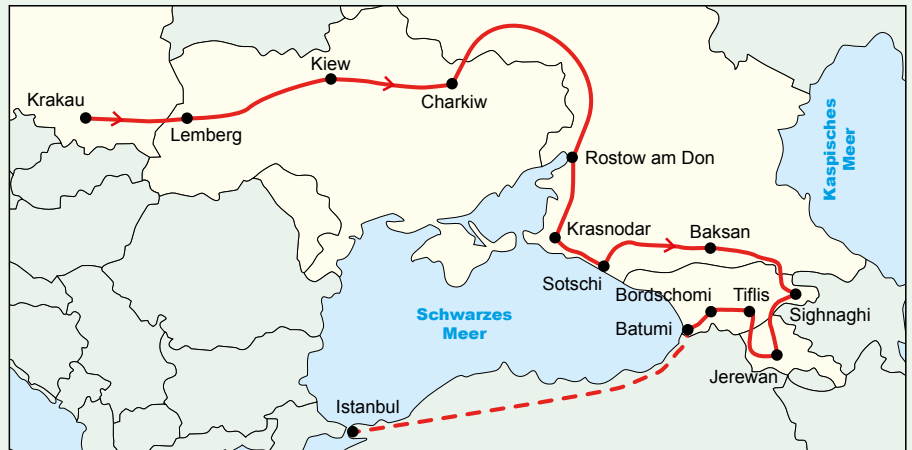 Kiew
Krakau
Charkiw
Lemberg
Kaspisches
Meer
Rostow am Don
Krasnodar
Baksan
Sotschi
Bordschomi
Tiflis
Sighnaghi
Schwarzes
Meer
Batumi
Jerewan
Istanbul